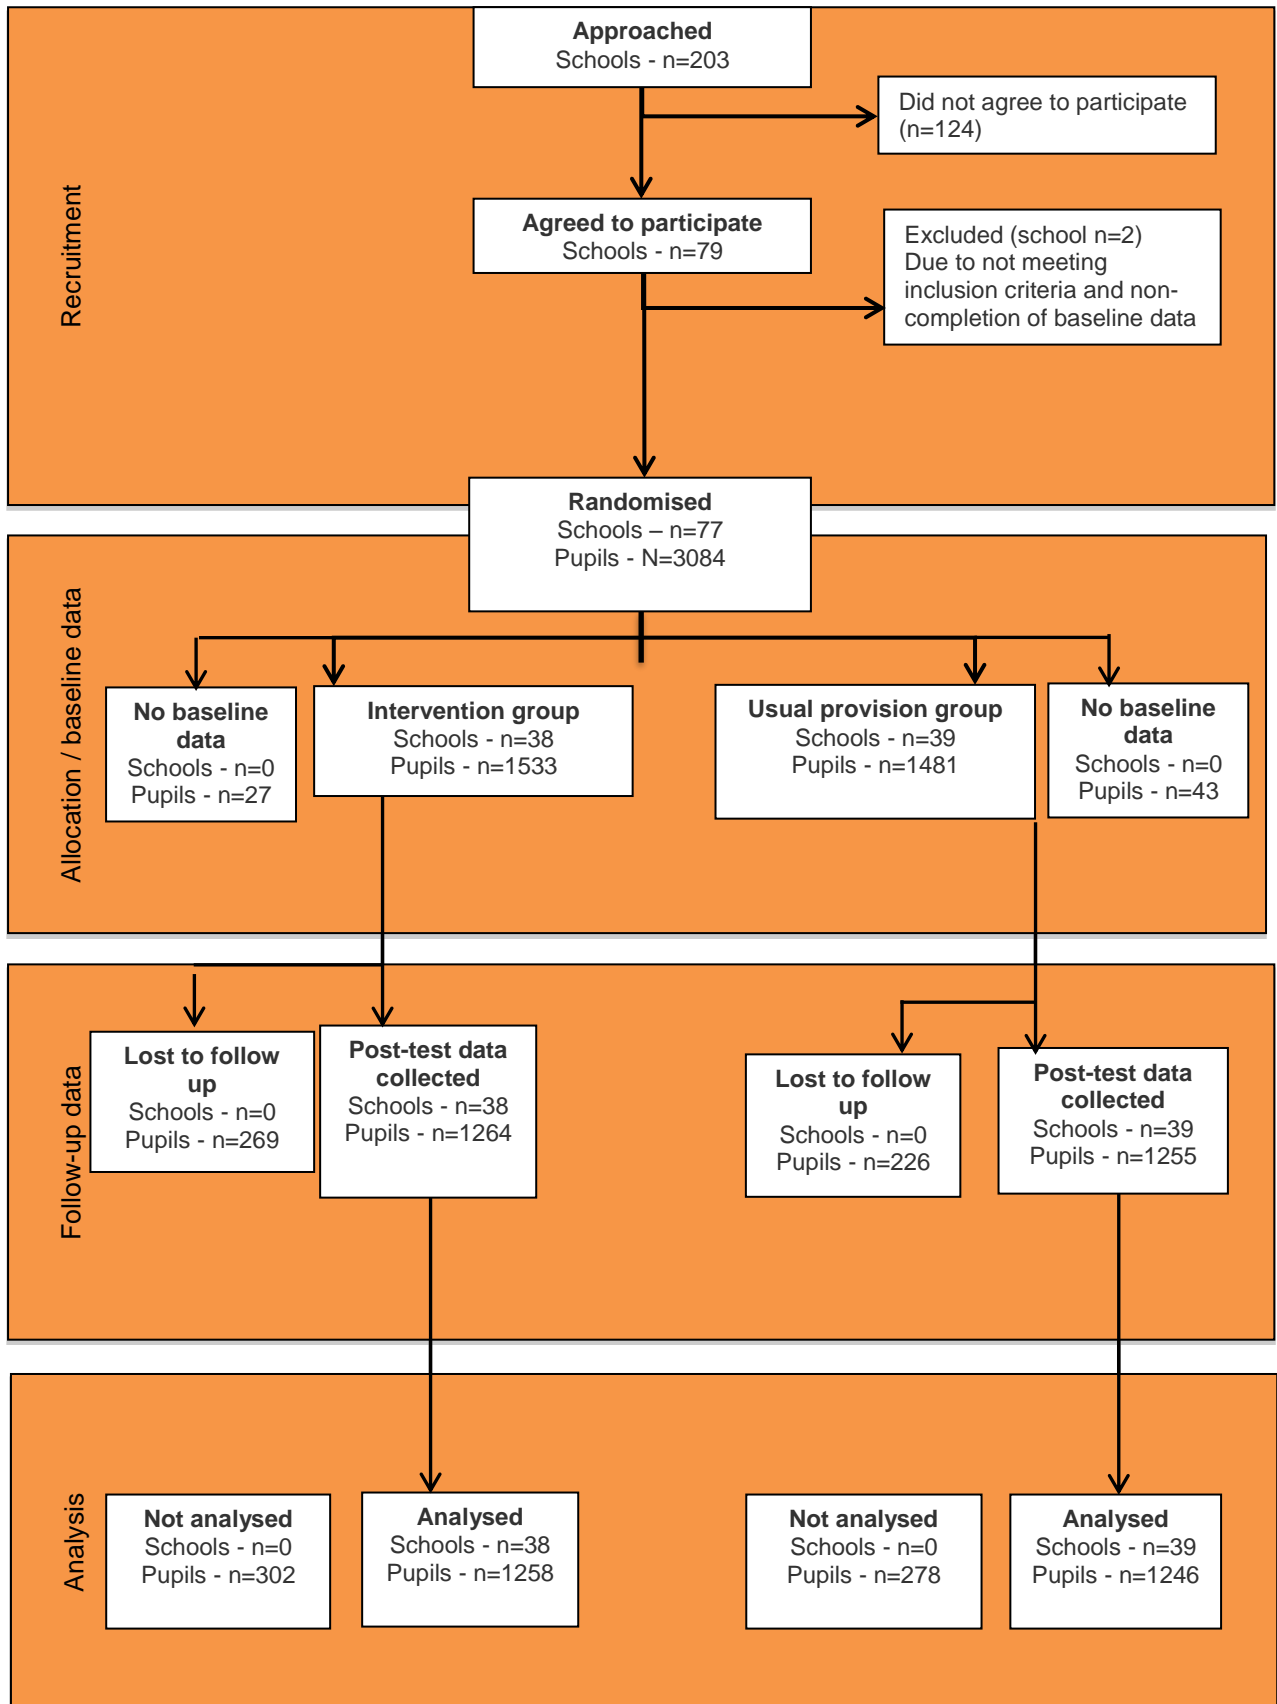 Recruitment
Approached
Schools - n=203
Did not agree to participate
(n=124)
Agreed to participate
Schools - n=79
Excluded (school n=2)
Due to not meeting
inclusion criteria and non-
completion of baseline data
Randomised
Schools – n=77
Pupils - N=3084
Allocation / baseline data
No baseline
data
Schools - n=0
Pupils - n=27
Intervention group
Schools - n=38
Pupils - n=1533
Usual provision group
Schools - n=39
Pupils - n=1481
No baseline
data
Schools - n=0
Pupils - n=43
Follow-up data
Lost to follow
up
Schools - n=0
Pupils - n=269
Post-test data
collected
Schools - n=38
Pupils - n=1264
Lost to follow
up
Schools - n=0
Pupils - n=226
Post-test data
collected
Schools - n=39
Pupils - n=1255
Analysis
Not analysed
Schools - n=0
Pupils - n=302
Analysed
Schools - n=38
Pupils - n=1258
Not analysed
Schools - n=0
Pupils - n=278
Analysed
Schools - n=39
Pupils - n=1246